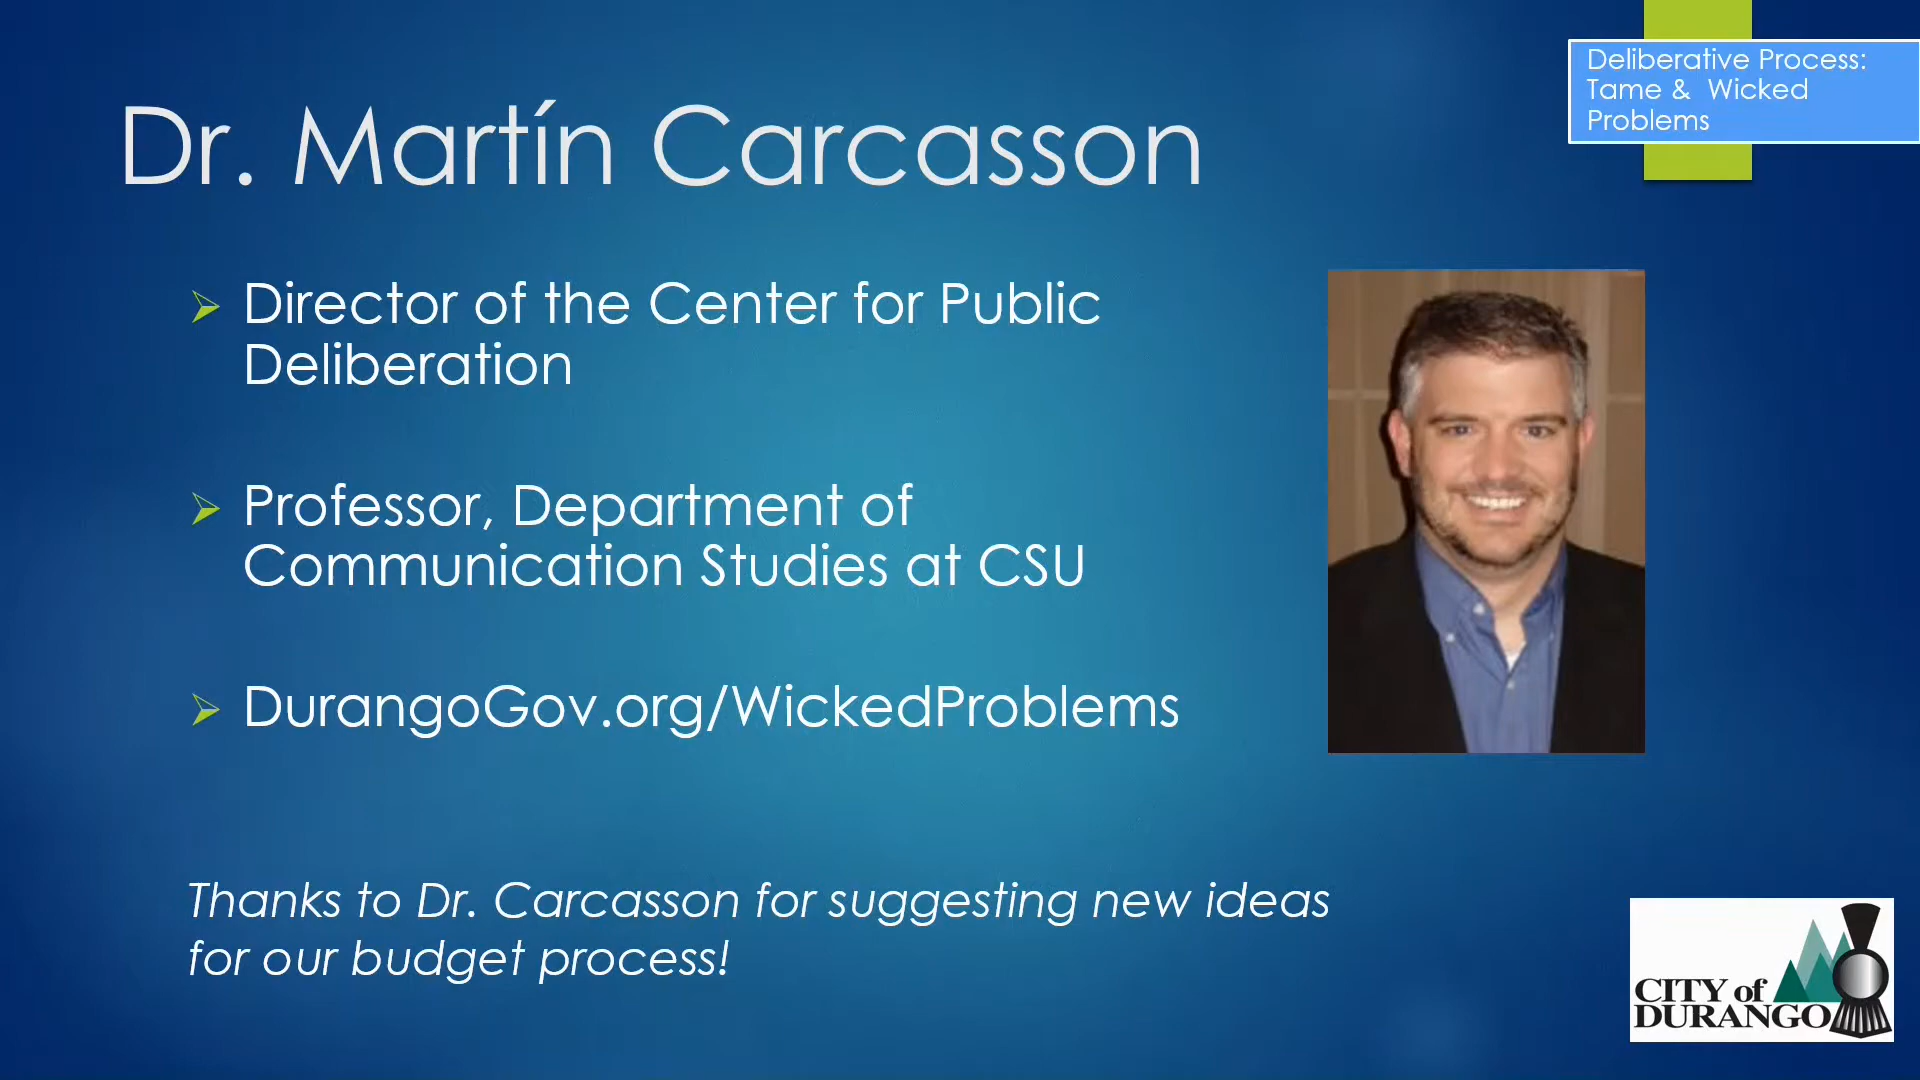 Deliberative Process:
Tame & Wicked
Problems
Dr. Martín Carcasson
Director of the Center for Public
Deliberation
Professor, Department of
Communication Studies at CSU
DurangoGov.org/WickedProblems
Thanks to Dr. Carcasson for suggesting new ideas
for our budget process!
CITY of
DURANGO